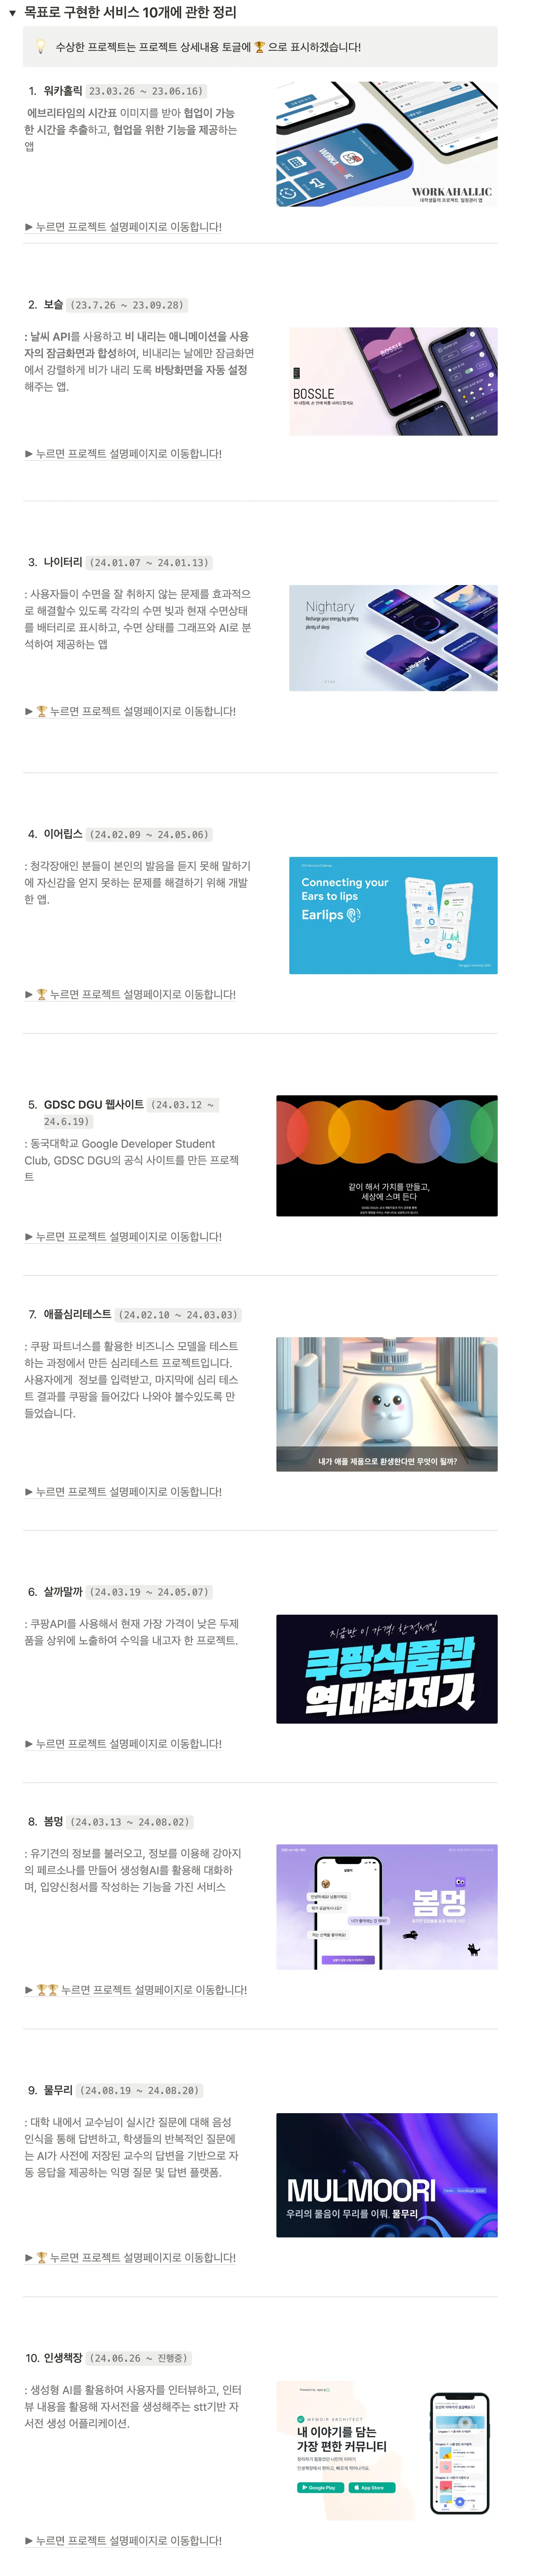 ▼ 목표로 구현한 서비스 10개에 관한 정리
💡 수상한 프로젝트는 프로젝트 상세내용 토글에 🏆 으로 표시하겠습니다!
1. 워카홀릭 23.03.26 ~ 23.06.16)
에브리타임의 시간표 이미지를 받아 협업이 가능
한 시간을 추출하고, 협업을 위한 기능을 제공하는
앱
WORKAHALLIC
대학생들의 프로젝트 일정관리 앱
▶ 누르면 프로젝트 설명페이지로 이동합니다!
2. 보슬 (23.7.26 ~ 23.09.28)
: 날씨 API를 사용하고 비 내리는 애니메이션을 사용
자의 잠금화면과 합성하여, 비내리는 날에만 잠금화면
에서 강렬하게 비가 내리 도록 바탕화면을 자동 설정
해주는 앱.
BOSSLE
BOSSLE
▶ 누르면 프로젝트 설명페이지로 이동합니다!
3. 나이터리 (24.01.07 ~ 24.01.13)
: 사용자들이 수면을 잘 취하지 않는 문제를 효과적으
로 해결할수 있도록 각각의 수면 빚과 현재 수면상태
를 배터리로 표시하고, 수면 상태를 그래프와 AI로 분
석하여 제공하는 앱
Nightary
Recharge your energy by getting
plenty of sleep.
Nightary
▶ 🏆 누르면 프로젝트 설명페이지로 이동합니다!
4. 이어립스 (24.02.09 ~ 24.05.06)
: 청각장애인 분들이 본인의 발음을 듣지 못해 말하기
에 자신감을 얻지 못하는 문제를 해결하기 위해 개발
한 앱.
Connecting your
Ears to lips
Earlips
▶ 🏆 누르면 프로젝트 설명페이지로 이동합니다!
5. GDSC DGU 웹사이트 (24.03.12 ~
24.6.19)
: 동국대학교 Google Developer Student
Club, GDSC DGU의 공식 사이트를 만든 프로젝
트
같이 해서 가치를 만들고,
세상에 스며 든다
▶ 누르면 프로젝트 설명페이지로 이동합니다!
7. 애플심리테스트 (24.02.10 ~ 24.03.03)
: 쿠팡 파트너스를 활용한 비즈니스 모델을 테스트
하는 과정에서 만든 심리테스트 프로젝트입니다.
사용자에게 정보를 입력받고, 마지막에 심리 테스
트 결과를 쿠팡을 들어갔다 나와야 볼수있도록 만
들었습니다.
내가 애플 제품으로 환생한다면 무엇이 될까?
▶ 누르면 프로젝트 설명페이지로 이동합니다!
6. 살까말까 (24.03.19 ~ 24.05.07)
: 쿠팡API를 사용해서 현재 가장 가격이 낮은 두제
품을 상위에 노출하여 수익을 내고자 한 프로젝트.
지금만 이 가격! 한정세일
쿠팡식품관
역대최저가
▶ 누르면 프로젝트 설명페이지로 이동합니다!
8. 봄멍 (24.03.13 ~ 24.08.02)
: 유기견의 정보를 불러오고, 정보를 이용해 강아지
의 페르소나를 만들어 생성형AI를 활용해 대화하
며, 입양신청서를 작성하는 기능을 가진 서비스
봄멍
▶ 🏆🏆 누르면 프로젝트 설명페이지로 이동합니다!
9. 물무리 (24.08.19 ~ 24.08.20)
: 대학 내에서 교수님이 실시간 질문에 대해 음성
인식을 통해 답변하고, 학생들의 반복적인 질문에
는 AI가 사전에 저장된 교수의 답변을 기반으로 자
동 응답을 제공하는 익명 질문 및 답변 플랫폼.
MULMOORI
우리의 물음이 무리를 이뤄. 물무리
▶ 🏆 누르면 프로젝트 설명페이지로 이동합니다!
10. 인생책장 (24.06.26 ~ 진행중)
: 생성형 AI를 활용하여 사용자를 인터뷰하고, 인터
뷰 내용을 활용해 자서전을 생성해주는 stt기반 자
서전 생성 어플리케이션.
MEMOIR ARCHITECT
내 이야기를 담는
가장 편한 커뮤니티
Google Play
App Store
▶ 누르면 프로젝트 설명페이지로 이동합니다!